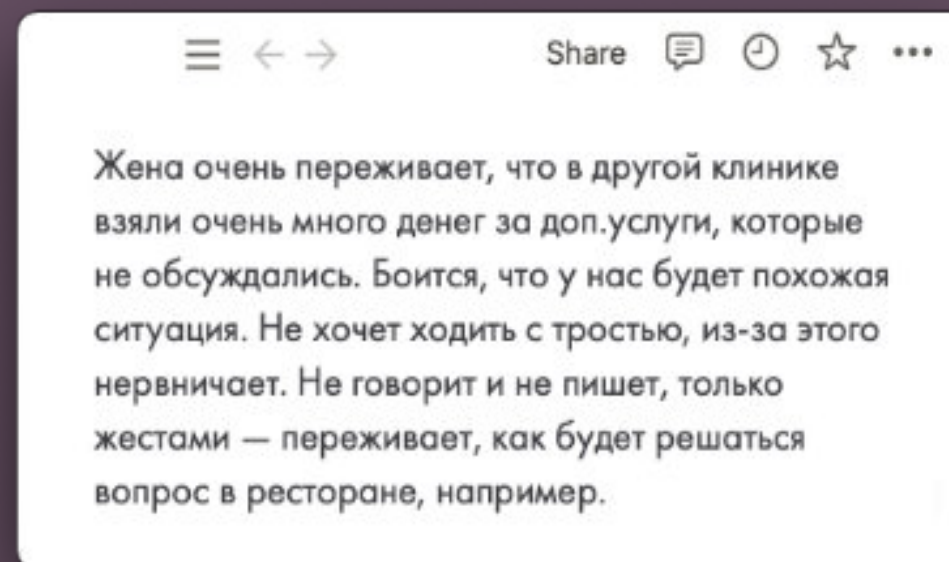 Share
Жена очень переживает, что в другой клинике
взяли очень много денег за доп.услуги, которые
не обсуждались. Боится, что у нас будет похожая
ситуация. Не хочет ходить с тростью, из-за этого
нервничает. Не говорит и не пишет, только
жестами — переживает, как будет решаться
вопрос в ресторане, например.